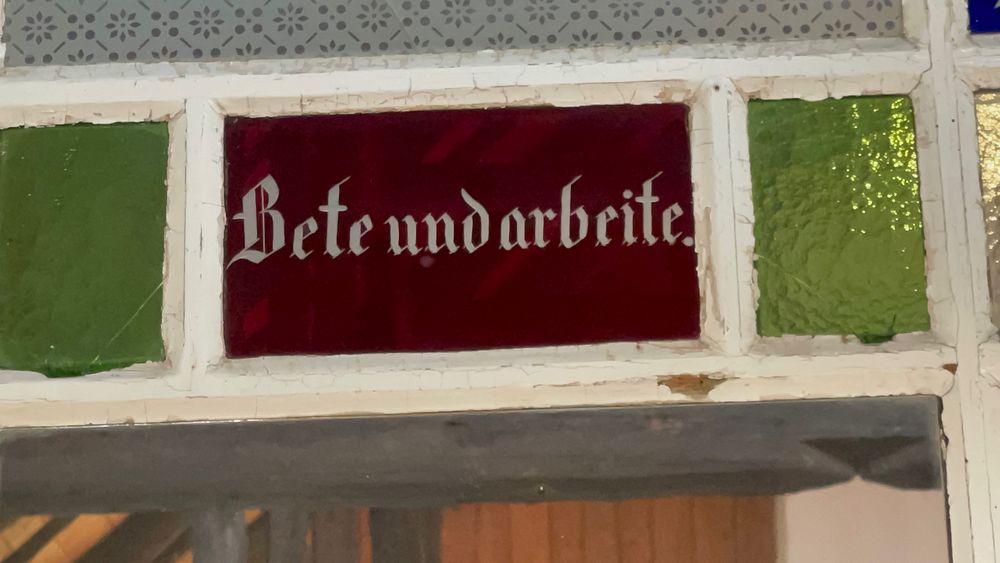 Bete und arbeite.